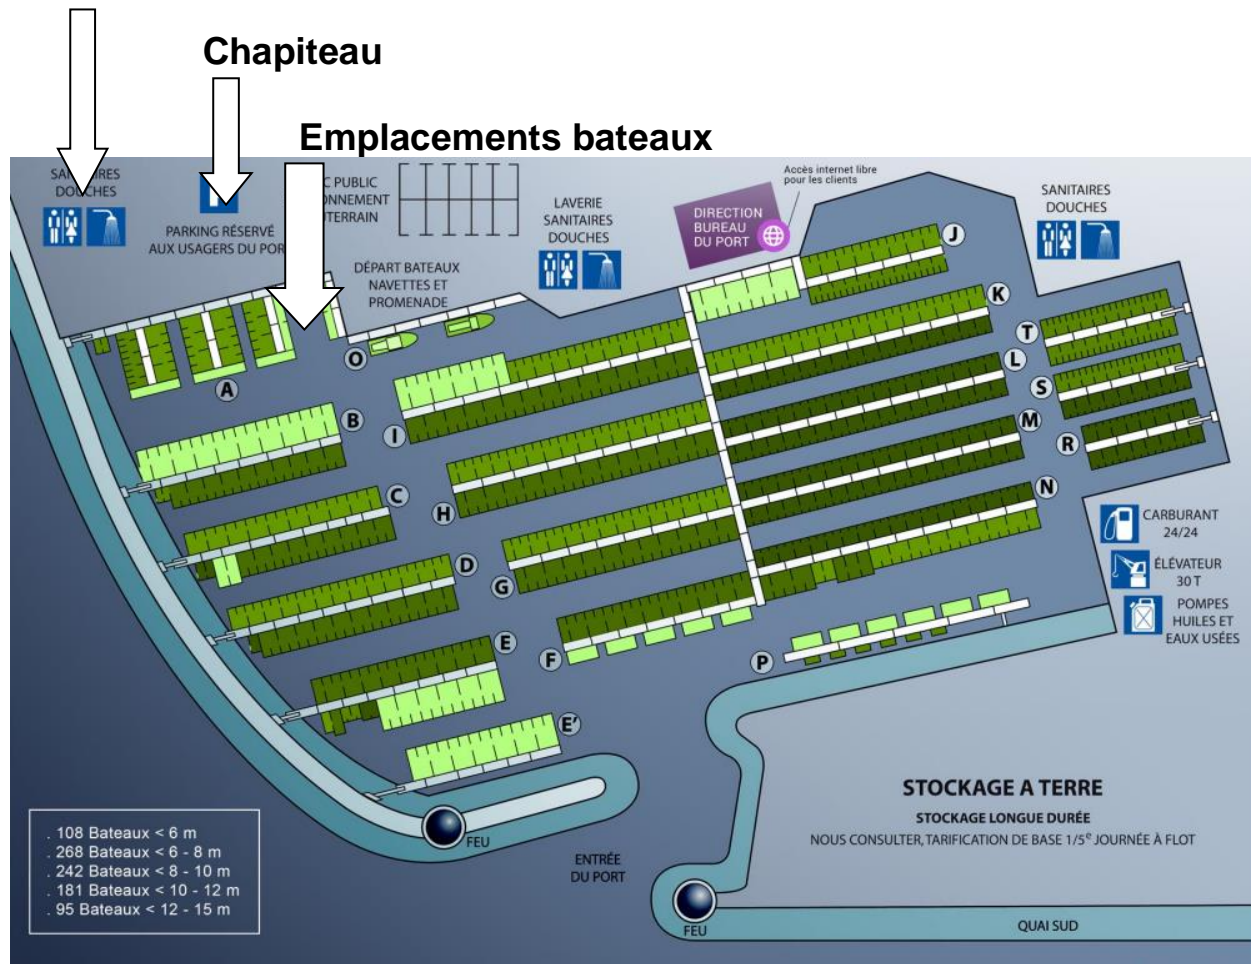 Chapiteau
Emplacements bateaux
SANITAIRES
DOUCHES
PARKING RÉSERVÉ
AUX USAGERS DU PORT
PUBLIC
DÉPART BATEAUX
NAVETTES ET
PROMENADE
LAVERIE
SANITAIRES
DOUCHES
DIRECTION
BUREAU
DU PORT
Accès internet libre
pour les clients
SANITAIRES
DOUCHES
A
B
C
D
E
E'
F
G
H
I
O
J
K
L
M
N
P
T
S
R
CARBURANT
24/24
ÉLÉVATEUR
30 T
POMPES
HUILES ET
EAUX USÉES
STOCKAGE A TERRE
STOCKAGE LONGUE DURÉE
NOUS CONSULTER, TARIFICATION DE BASE 1/5e JOURNÉE À FLOT
. 108 Bateaux < 6 m
. 268 Bateaux < 6 - 8 m
. 242 Bateaux < 8 - 10 m
. 181 Bateaux < 10 - 12 m
. 95 Bateaux < 12 - 15 m
FEU
ENTRÉE
DU PORT
FEU
QUAI SUD